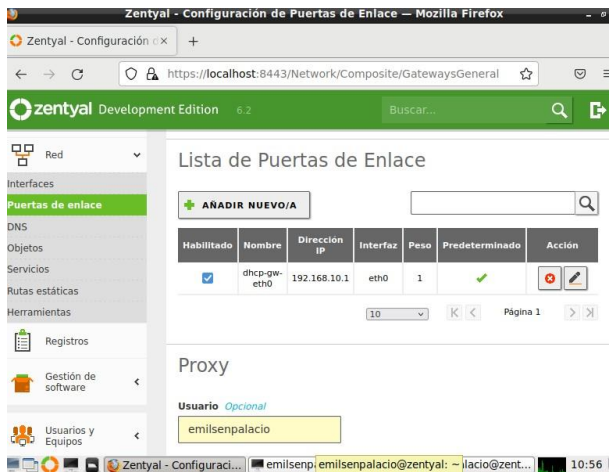 Zentyal - Configuración de Puertas de Enlace — Mozilla Firefox
Zentyal - Configuración d
https://localhost:8443/Network/Composite/GatewaysGeneral
zentyal Development Edition 6.2
Buscar...
Red
Interfaces
Puertas de enlace
DNS
Objetos
Servicios
Rutas estáticas
Herramientas
Registros
Gestión de
software
Usuarios y
Equipos
Lista de Puertas de Enlace
AÑADIR NUEVO/A
Habilitado Nombre Dirección IP Interfaz Peso Predeterminado Acción
dhcp-gw-eth0 192.168.10.1 eth0 1
10 Página 1
Proxy
Usuario Opcional
emilsenpalacio
Zentyal - Configuraci... emilsenp emilsenpalacio@zentyal: ~ lacio@zent... 10:56